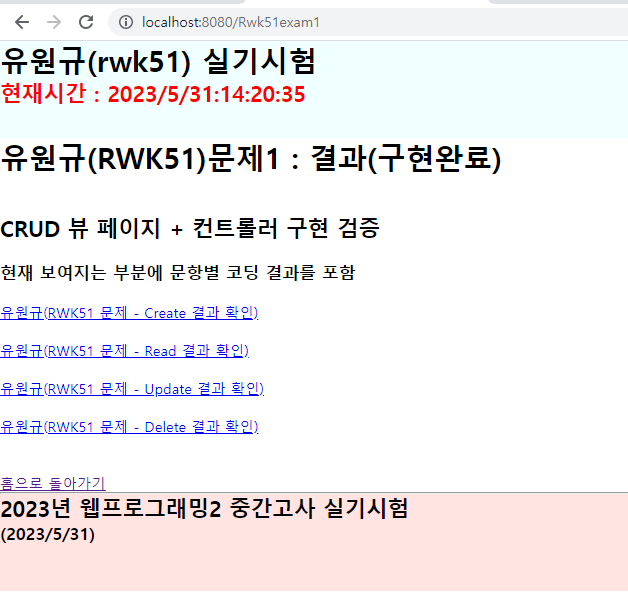 localhost:8080/Rwk51exam1
유원규(rwk51) 실기시험
현재시간 : 2023/5/31:14:20:35
유원규(RWK51)문제1 : 결과(구현완료)
CRUD 뷰 페이지 + 컨트롤러 구현 검증
현재 보여지는 부분에 문항별 코딩 결과를 포함
유원규(RWK51 문제 - Create 결과 확인)
유원규(RWK51 문제 - Read 결과 확인)
유원규(RWK51 문제 - Update 결과 확인)
유원규(RWK51 문제 - Delete 결과 확인)
홈으로 돌아가기
2023년 웹프로그래밍2 중간고사 실기시험
(2023/5/31)